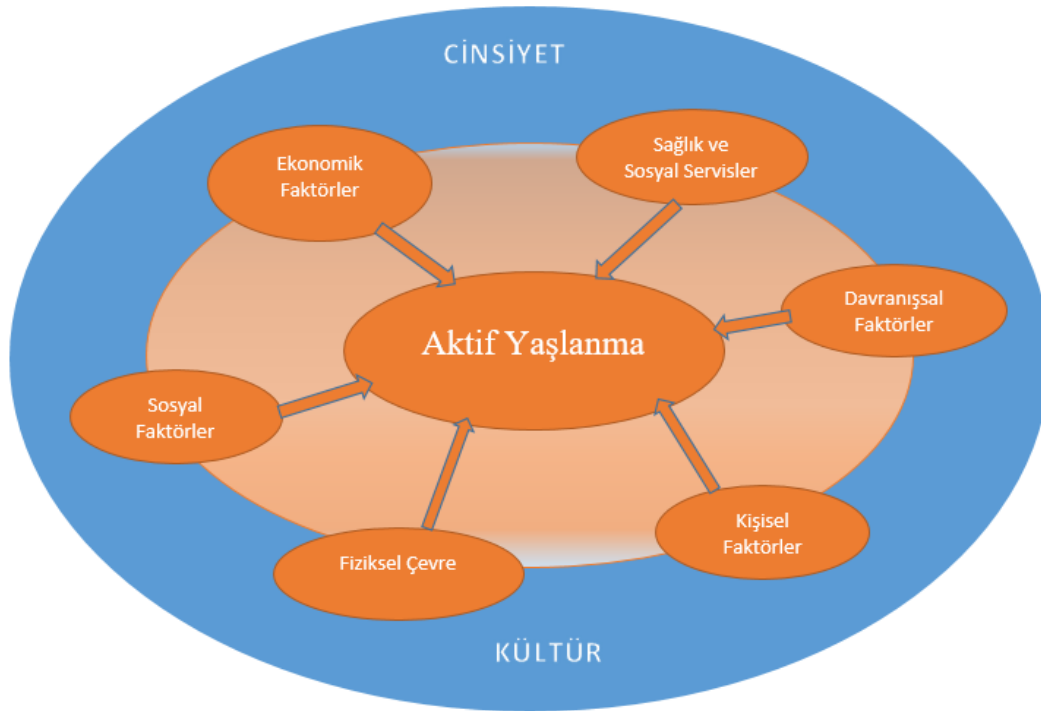 CİNSİYET
Ekonomik
Faktörler
Sağlık ve
Sosyal Servisler
Davranışsal
Faktörler
Aktif Yaşlanma
Sosyal
Faktörler
Kişisel
Faktörler
Fiziksel Çevre
KÜLTÜR